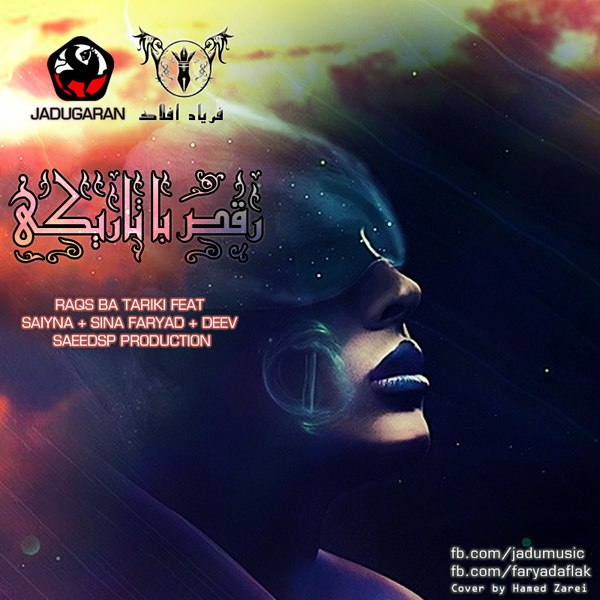 JADUGARAN
فریاد افلاک
رقص با تاریکی
RAQS BA TARIKI FEAT
SAIYNA + SINA FARYAD + DEEV
SAEEDSP PRODUCTION
fb.com/jadumusic
fb.com/faryadaflak
Cover by Hamed Zarei